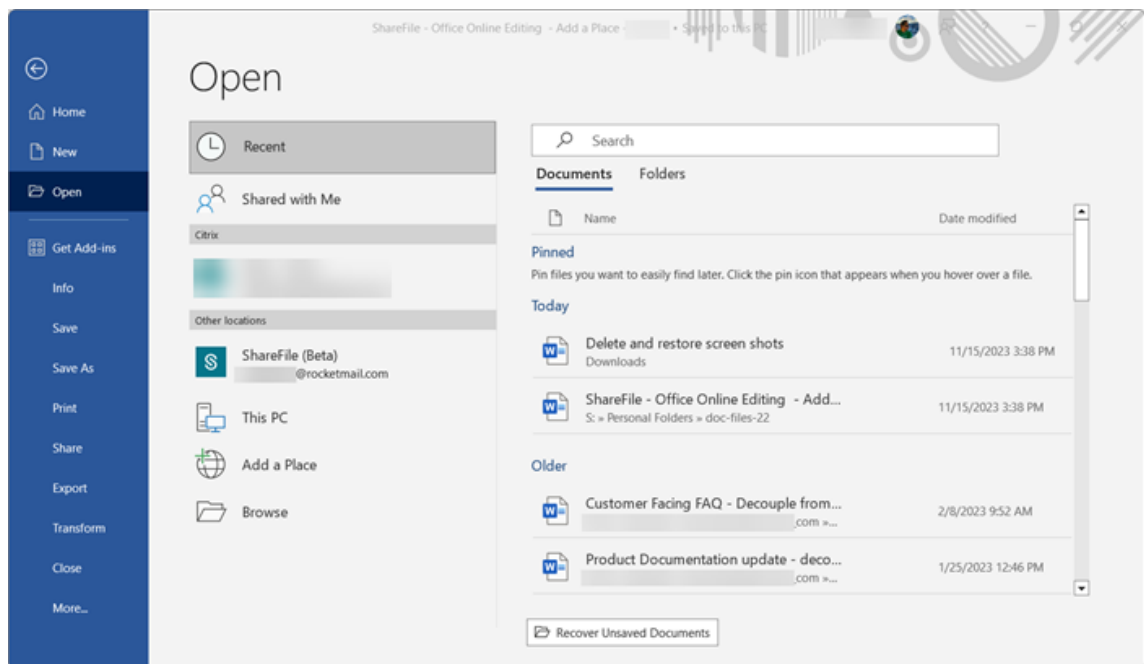 ShareFile - Office Online Editing - Add a Place - • Saved to this PC
Home
New
Open
Get Add-ins
Info
Save
Save As
Print
Share
Export
Transform
Close
More...
Open
Recent
Shared with Me
Citrix
Other locations
ShareFile (Beta)
@rocketmail.com
This PC
Add a Place
Browse
Search
Documents Folders
Name Date modified
Pinned
Pin files you want to easily find later. Click the pin icon that appears when you hover over a file.
Today
Delete and restore screen shots
Downloads
11/15/2023 3:38 PM
ShareFile - Office Online Editing - Add...
S: » Personal Folders » doc-files-22
11/15/2023 3:38 PM
Older
Customer Facing FAQ - Decouple from...
.com »...
2/8/2023 9:52 AM
Product Documentation update - deco...
.com »...
1/25/2023 12:46 PM
Recover Unsaved Documents